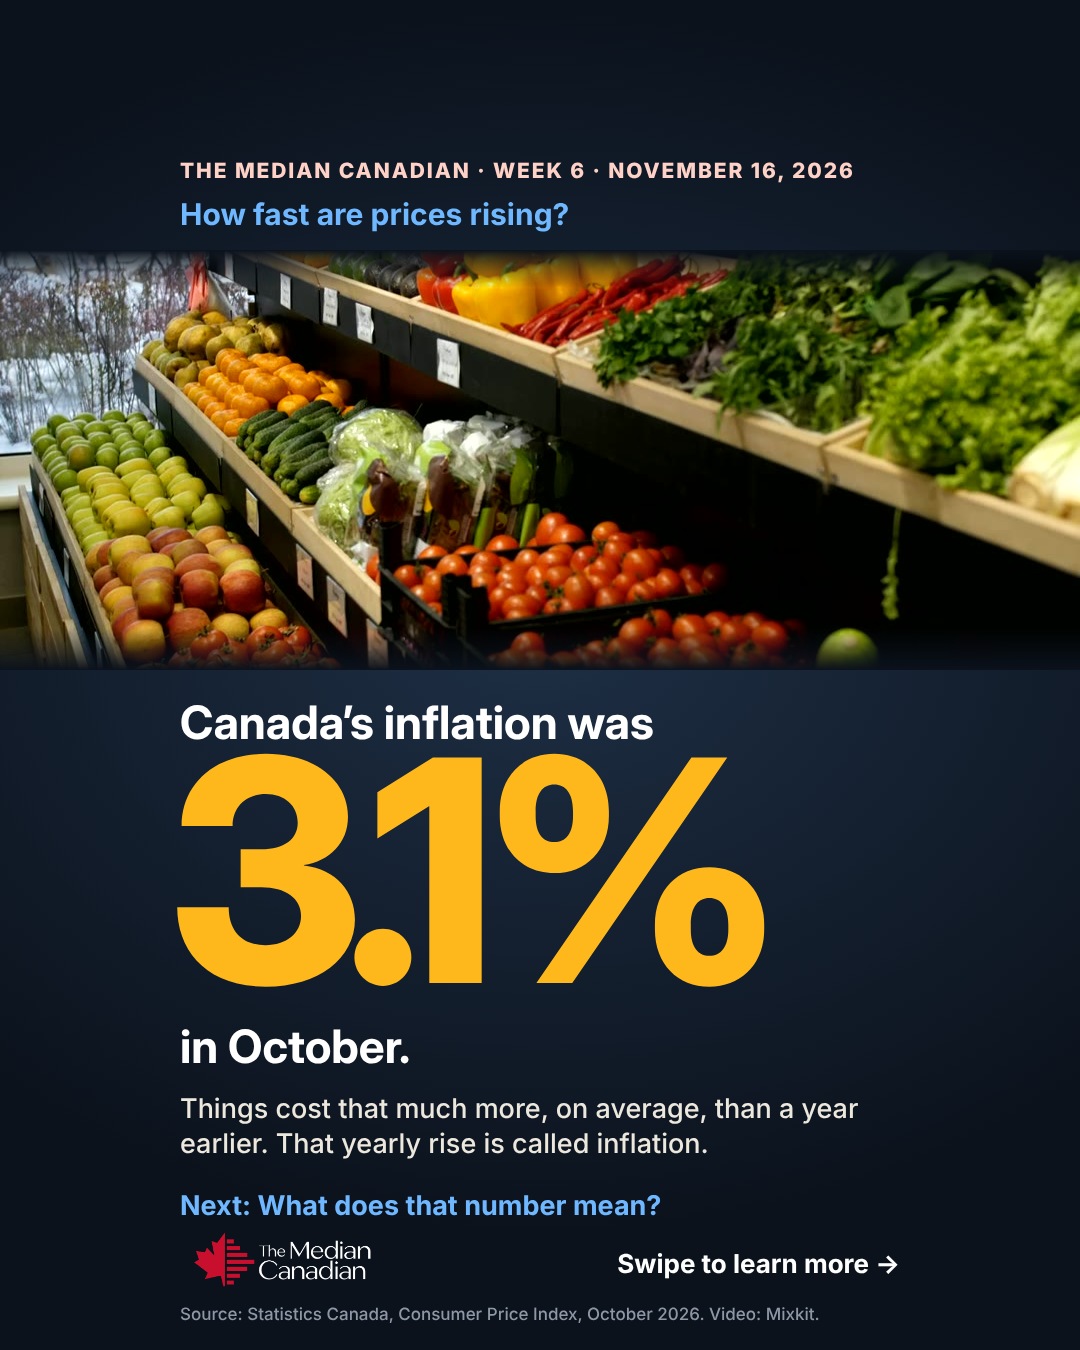 THE MEDIAN CANADIAN · WEEK 6 · NOVEMBER 16, 2026
How fast are prices rising?
Canada’s inflation was
3.1%
in October.
Things cost that much more, on average, than a year
earlier. That yearly rise is called inflation.
Next: What does that number mean?
The Median
Canadian
Swipe to learn more →
Source: Statistics Canada, Consumer Price Index, October 2026. Video: Mixkit.